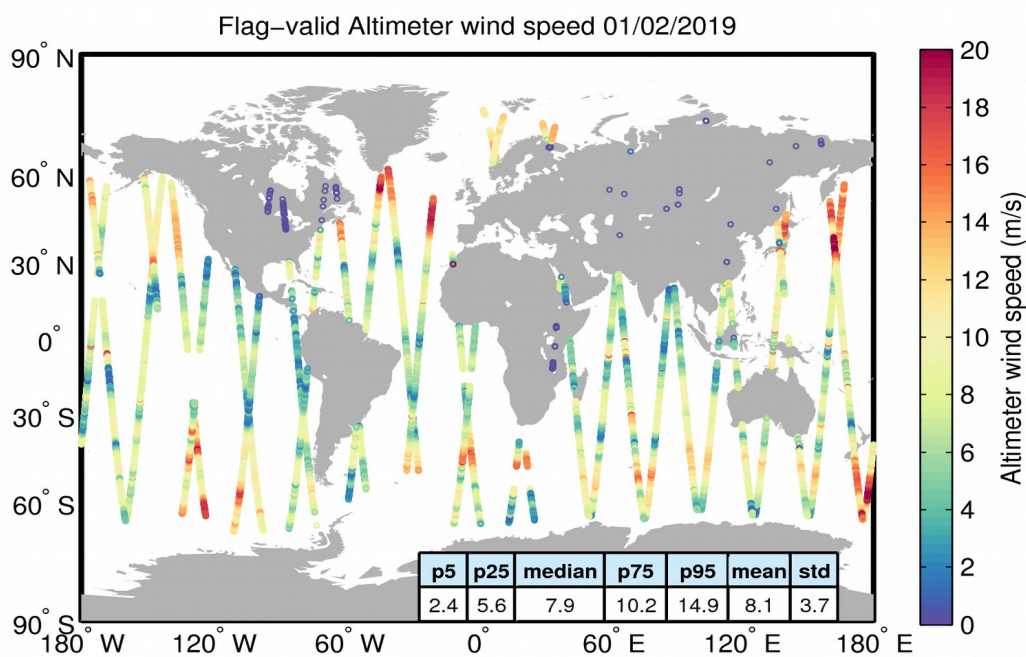 Flag−valid Altimeter wind speed 01/02/2019
90° N
60° N
30° N
0°
30° S
60° S
90° S
180° W
120° W
60° W
0°
60° E
120° E
180° E
20
18
16
14
12
10
8
6
4
2
0
Altimeter wind speed (m/s)
p5 p25 median p75 p95 mean std
2.4 5.6 7.9 10.2 14.9 8.1 3.7